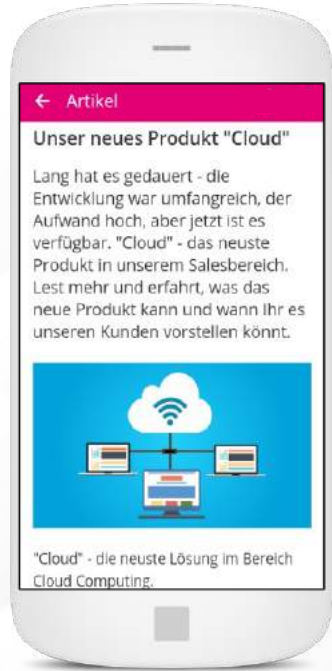 ← Artikel
Unser neues Produkt "Cloud"
Lang hat es gedauert - die
Entwicklung war umfangreich, der
Aufwand hoch, aber jetzt ist es
verfügbar. "Cloud" - das neuste
Produkt in unserem Salesbereich.
Lest mehr und erfahrt, was das
neue Produkt kann und wann Ihr es
unseren Kunden vorstellen könnt.
"Cloud" - die neuste Lösung im Bereich
Cloud Computing.